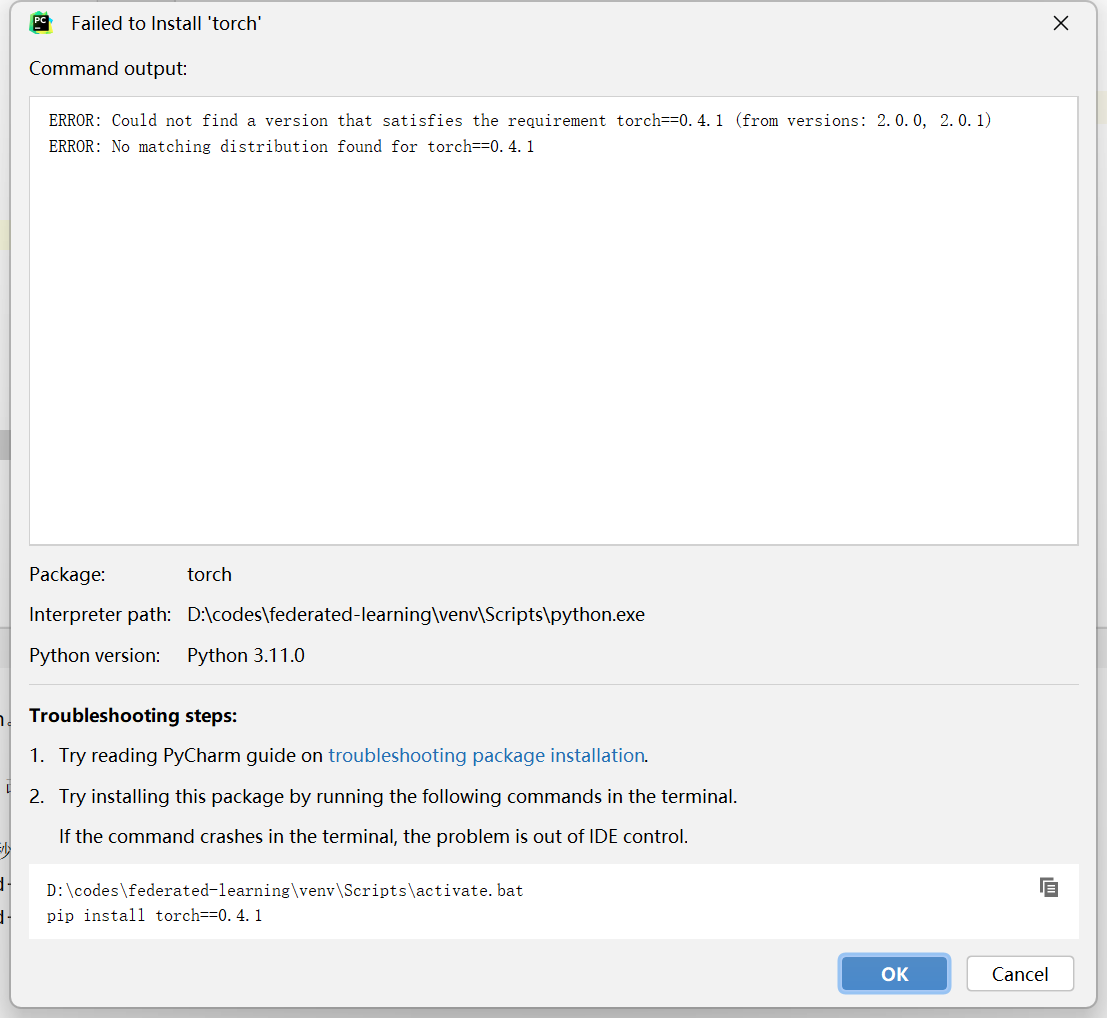 PC
Failed to Install 'torch'
Command output:
ERROR: Could not find a version that satisfies the requirement torch==0.4.1 (from versions: 2.0.0, 2.0.1)
ERROR: No matching distribution found for torch==0.4.1
Package: torch
Interpreter path: D:\codes\federated-learning\venv\Scripts\python.exe
Python version: Python 3.11.0
Troubleshooting steps:
1. Try reading PyCharm guide on troubleshooting package installation.
2. Try installing this package by running the following commands in the terminal.
If the command crashes in the terminal, the problem is out of IDE control.
D:\codes\federated-learning\venv\Scripts\activate.bat
pip install torch==0.4.1
OK Cancel